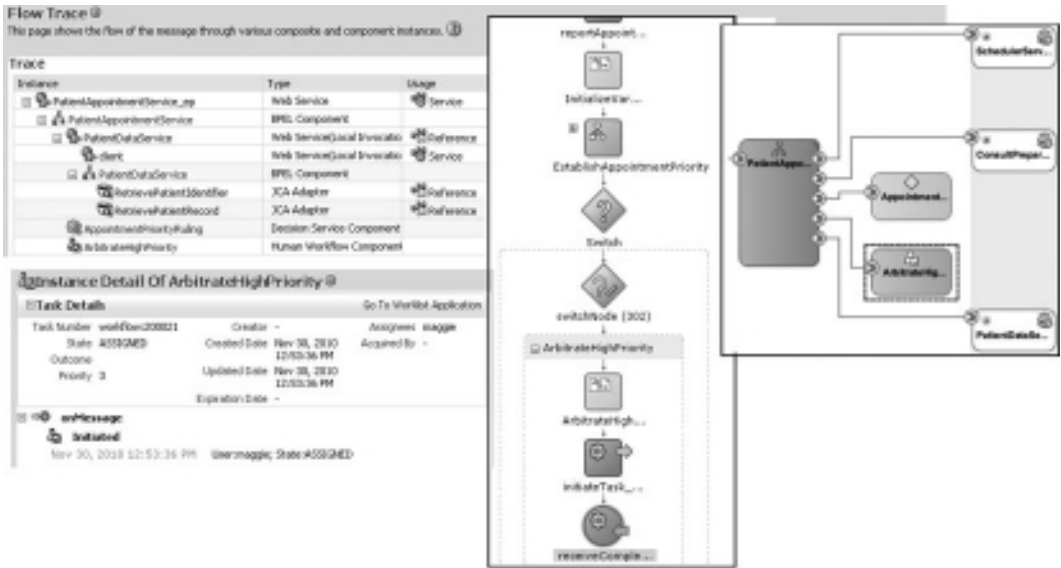 Flow Trace
This page shows the flow of the message through various composite and component instances.
Trace
Instance Type Usage
PatientAppointmentService_ep Web Service Service
PatientAppointmentService BPEL Component
PatientDataService Web Service(Local Invocatio Reference
client Web Service(Local Invocatio Service
PatientDataService BPEL Component
RetrievePatientIdentifier JCA Adapter Reference
RetrievePatientRecord JCA Adapter Reference
AppointmentPriorityRuling Decision Service Component
ArbitrateHighPriority Human Workflow Component
Instance Detail Of ArbitrateHighPriority
Task Details Go To Worklist Application
Task Number workflow:200821 Creator - Assignees maggie
State ASSIGNED Created Date Nov 30, 2010 12:53:36 PM Acquired By -
Outcome Updated Date Nov 30, 2010 12:53:36 PM
Priority 3
Expiration Date -
onMessage
Initiated
Nov 30, 2010 12:53:36 PM User:maggie; State:ASSIGNED
reportAppoint...
InitializeVar...
EstablishAppointmentPriority
Switch
switchNode (302)
ArbitrateHighPriority
ArbitrateHigh...
initiateTask_...
receiveComple...
PatientAppo...
SchedulerServ...
ConsultPrepar...
Appointment...
ArbitrateHig...
PatientDataSe...